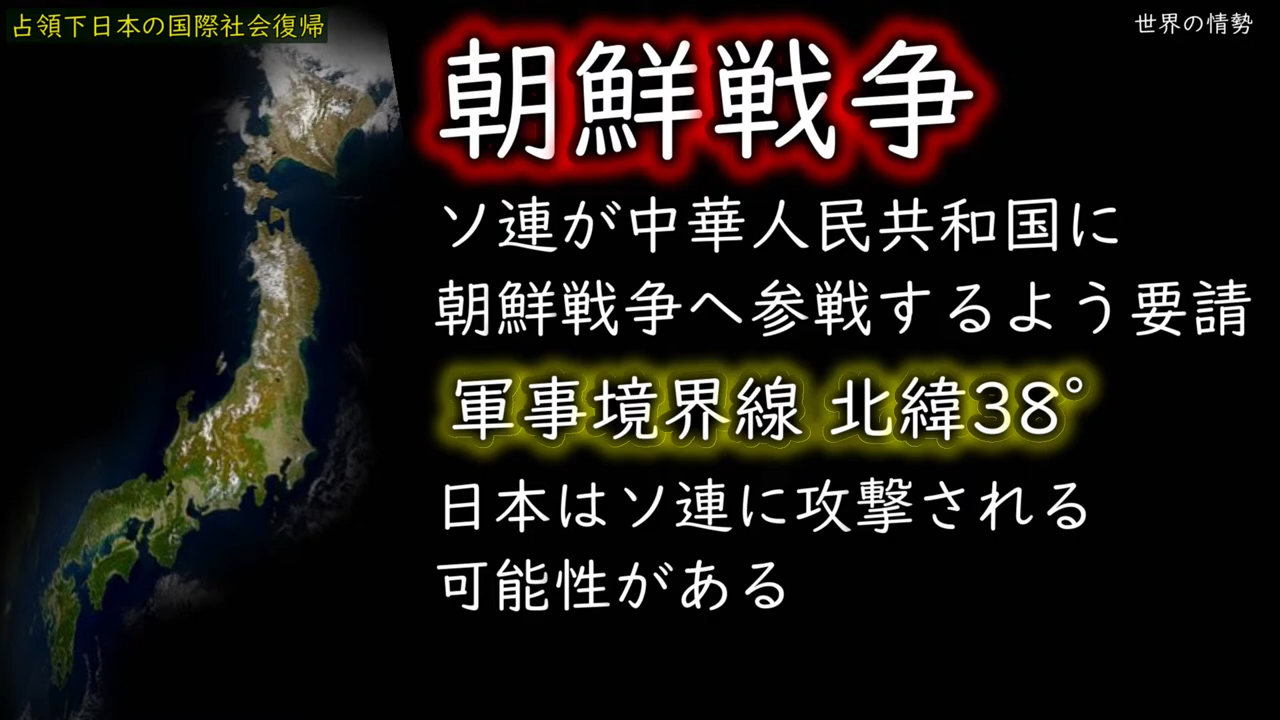 占領下日本の国際社会復帰
世界の情勢
朝鮮戦争
ソ連が中華人民共和国に
朝鮮戦争へ参戦するよう要請
軍事境界線 北緯38°
日本はソ連に攻撃される
可能性がある